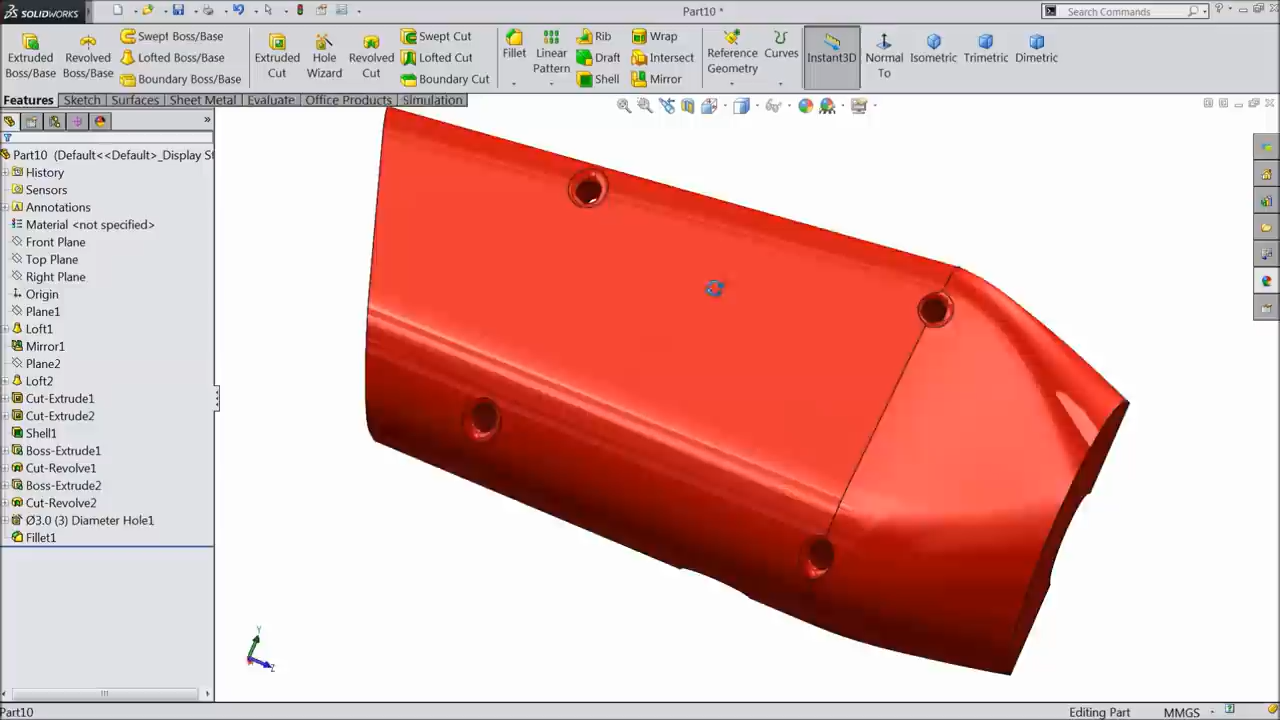 SOLIDWORKS
Part10 *
Search Commands
Extruded Boss/Base
Revolved Boss/Base
Swept Boss/Base
Lofted Boss/Base
Boundary Boss/Base
Extruded Cut
Hole Wizard
Revolved Cut
Swept Cut
Lofted Cut
Boundary Cut
Fillet
Linear Pattern
Rib
Draft
Shell
Wrap
Intersect
Mirror
Reference Geometry
Curves
Instant3D
Normal To
Isometric
Trimetric
Dimetric
Features
Sketch
Surfaces
Sheet Metal
Evaluate
Office Products
Simulation
Part10 (Default<<Default>_Display S
History
Sensors
Annotations
Material <not specified>
Front Plane
Top Plane
Right Plane
Origin
Plane1
Loft1
Mirror1
Plane2
Loft2
Cut-Extrude1
Cut-Extrude2
Shell1
Boss-Extrude1
Cut-Revolve1
Boss-Extrude2
Cut-Revolve2
Ø3.0 (3) Diameter Hole1
Fillet1
Y
Z
Part10
Editing Part
MMGS